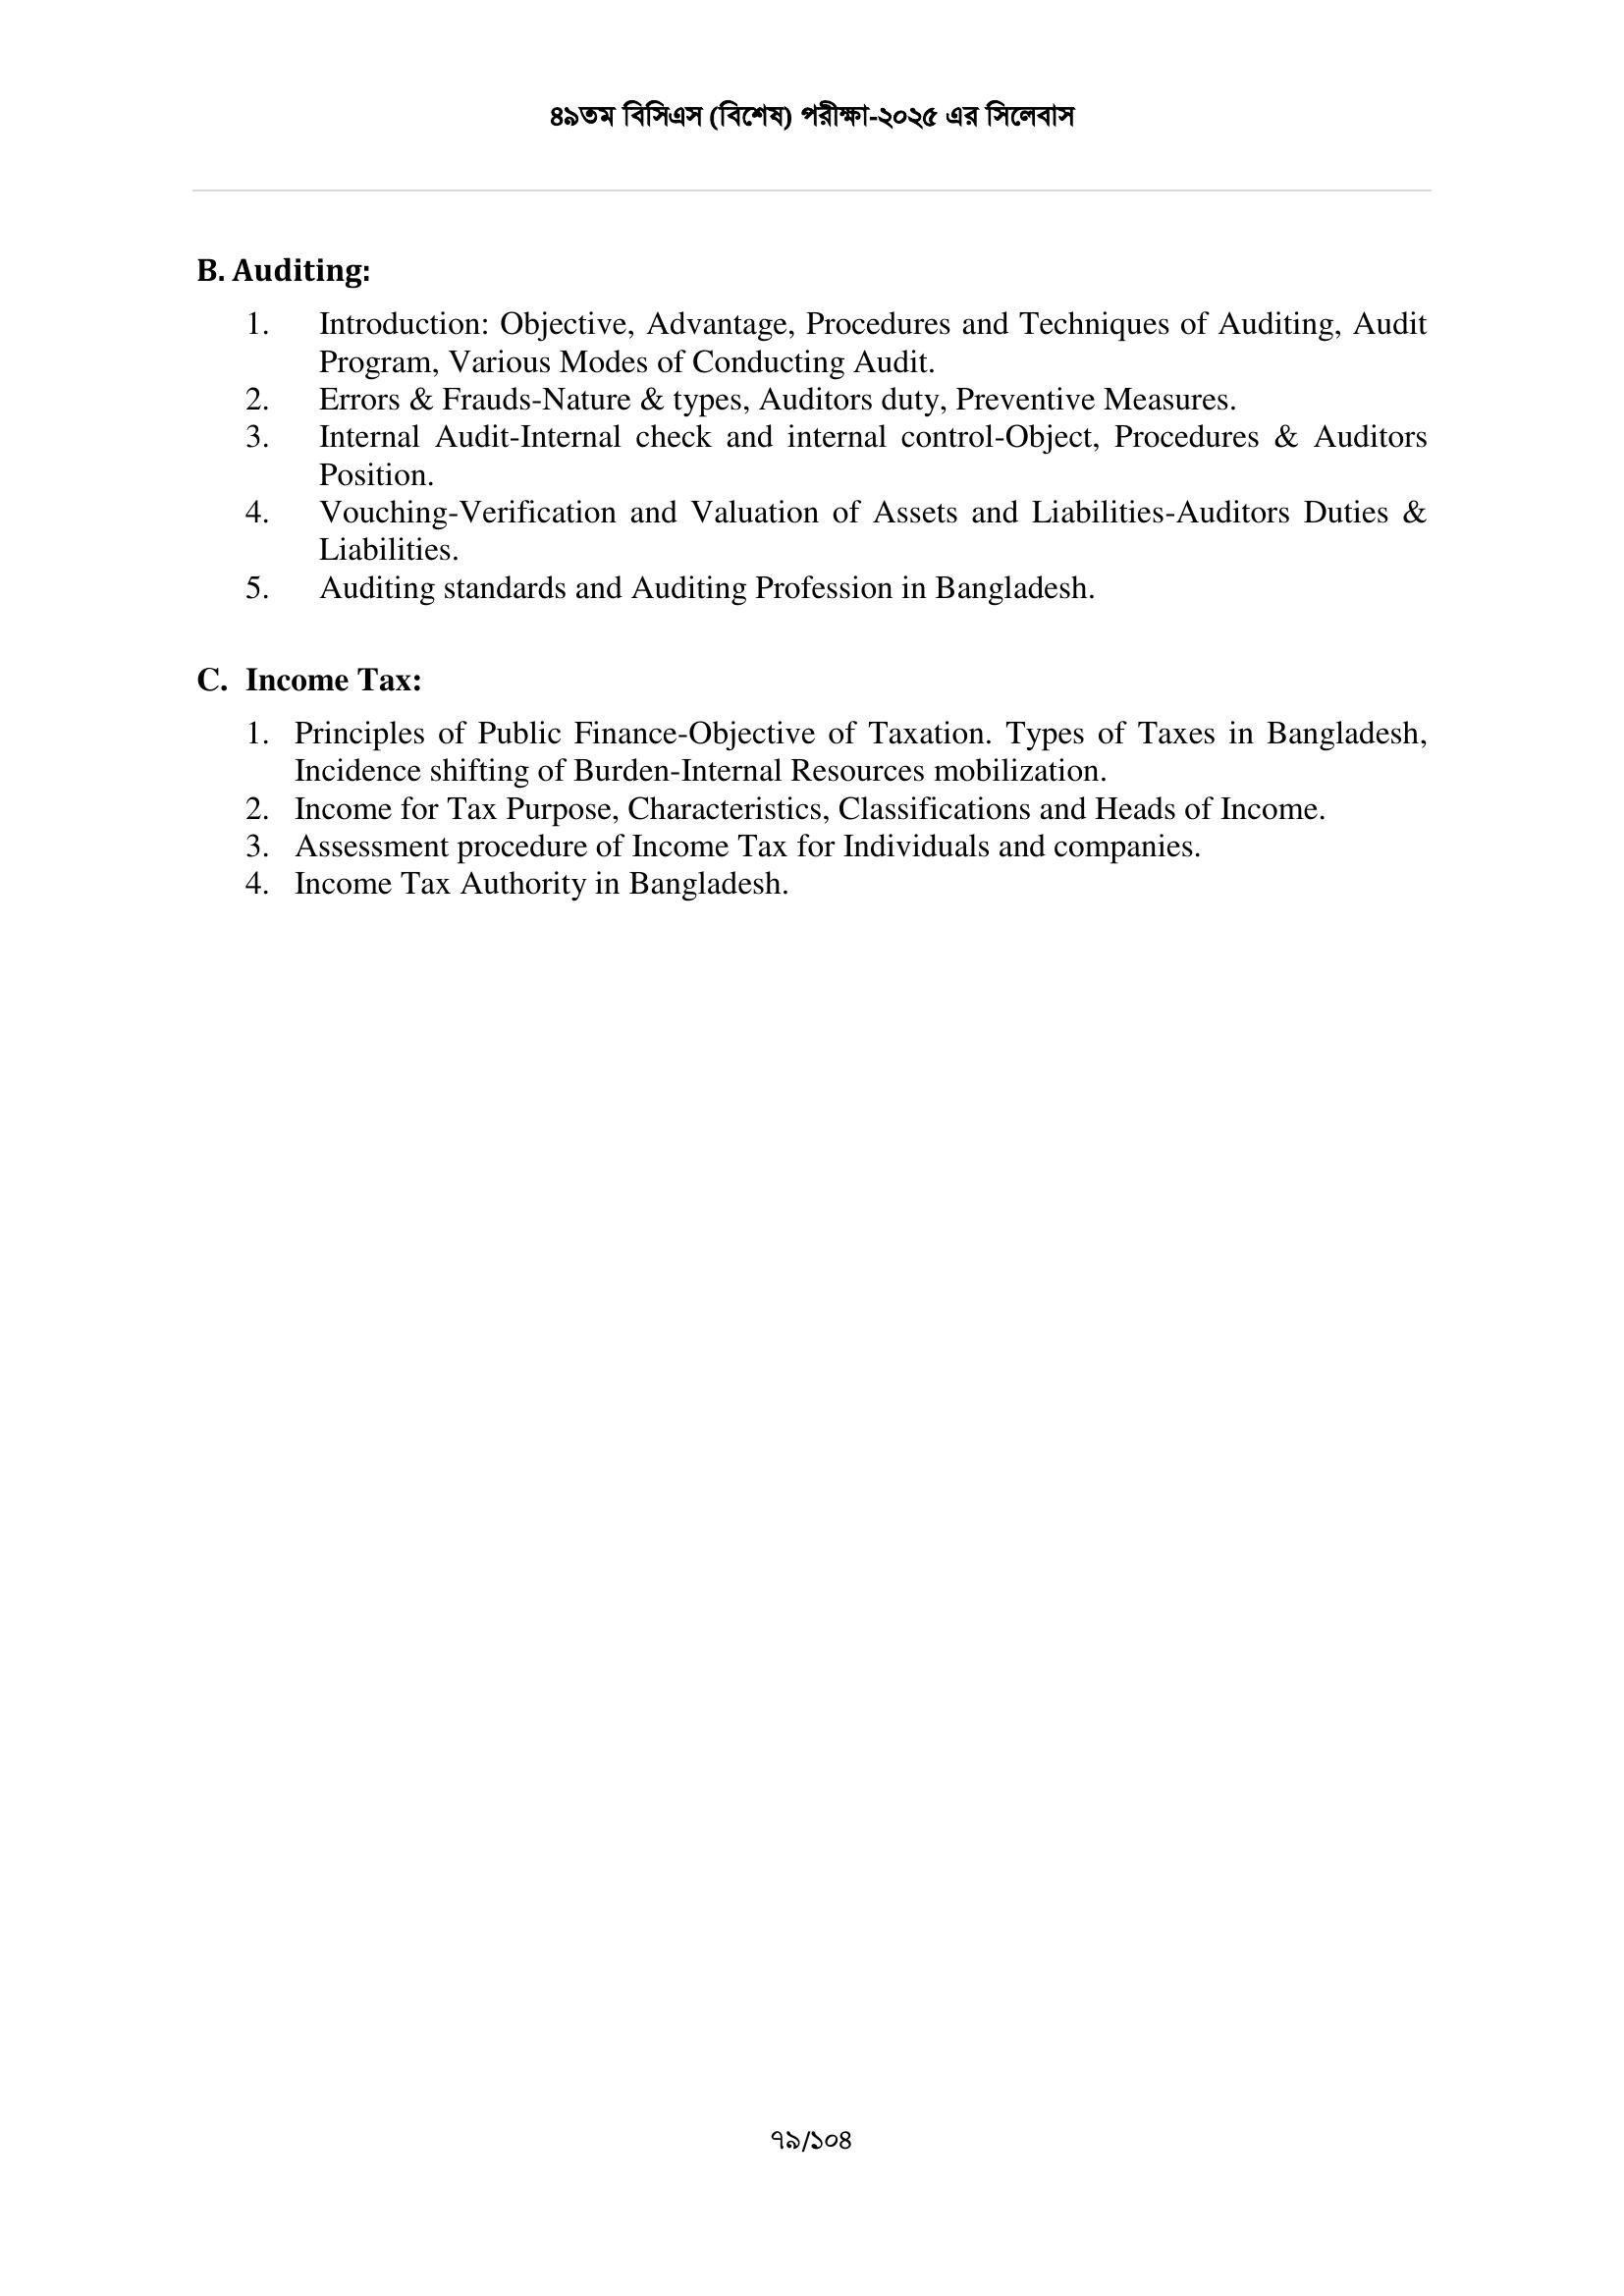 ৪৯তম বিসিএস (বিশেষ) পরীক্ষা-২০২৫ এর সিলেবাস
B. Auditing:
1. Introduction: Objective, Advantage, Procedures and Techniques of Auditing, Audit
Program, Various Modes of Conducting Audit.
2. Errors & Frauds-Nature & types, Auditors duty, Preventive Measures.
3. Internal Audit-Internal check and internal control-Object, Procedures & Auditors
Position.
4. Vouching-Verification and Valuation of Assets and Liabilities-Auditors Duties &
Liabilities.
5. Auditing standards and Auditing Profession in Bangladesh.
C. Income Tax:
1. Principles of Public Finance-Objective of Taxation. Types of Taxes in Bangladesh,
Incidence shifting of Burden-Internal Resources mobilization.
2. Income for Tax Purpose, Characteristics, Classifications and Heads of Income.
3. Assessment procedure of Income Tax for Individuals and companies.
4. Income Tax Authority in Bangladesh.
৭৯/১০৪